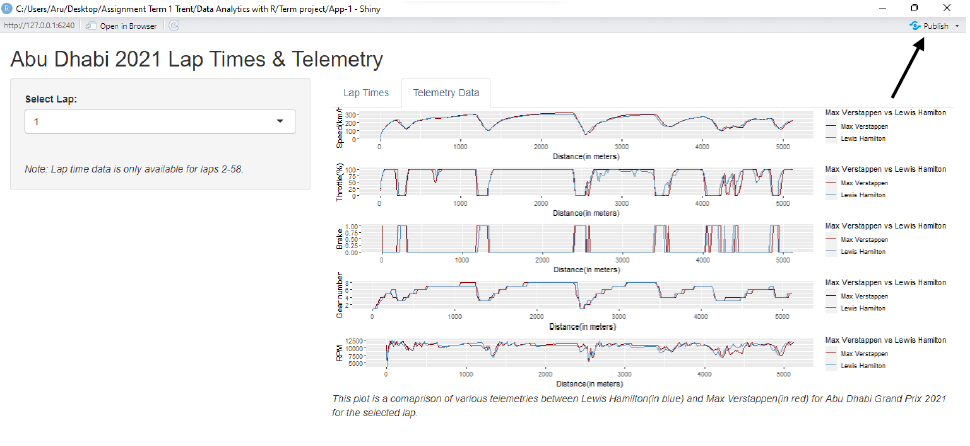 C:/Users/Aru/Desktop/Assignment Term 1 Trent/Data Analytics with R/Term project/App-1 - Shiny
http://127.0.0.1:6240 Open in Browser Publish
Abu Dhabi 2021 Lap Times & Telemetry
Select Lap:
1
Note: Lap time data is only available for laps 2-58.
Lap Times Telemetry Data
Speed(km/h
300
200
100
0
0 1000 2000 3000 4000 5000
Distance(in meters)
Max Verstappen vs Lewis Hamilton
Max Verstappen
Lewis Hamilton
Throttle(%)
100
75
50
25
0
0 1000 2000 3000 4000 5000
Distance(in meters)
Max Verstappen vs Lewis Hamilton
Max Verstappen
Lewis Hamilton
Brake
1.00
0.75
0.50
0.25
0.00
0 1000 2000 3000 4000 5000
Distance(in meters)
Max Verstappen vs Lewis Hamilton
Max Verstappen
Lewis Hamilton
Gear number
8
6
4
2
0 1000 2000 3000 4000 5000
Distance(in meters)
Max Verstappen vs Lewis Hamilton
Max Verstappen
Lewis Hamilton
RPM
12500
10000
7500
5000
0 1000 2000 3000 4000 5000
Distance(in meters)
Max Verstappen vs Lewis Hamilton
Max Verstappen
Lewis Hamilton
This plot is a comaprison of various telemetries between Lewis Hamilton(in blue) and Max Verstappen(in red) for Abu Dhabi Grand Prix 2021
for the selected lap.